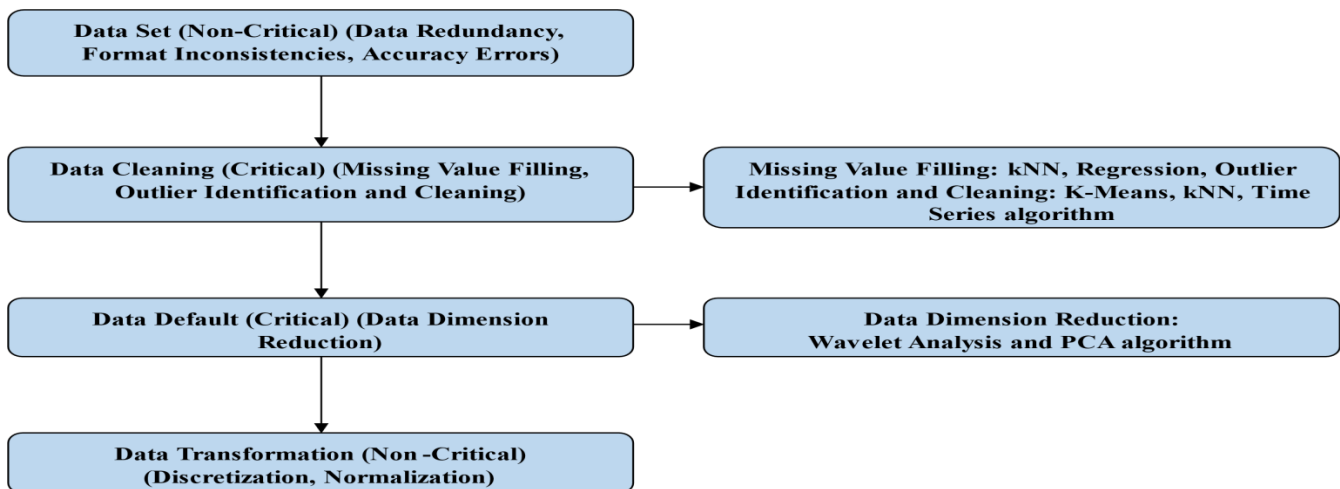 Data Set (Non-Critical) (Data Redundancy,
Format Inconsistencies, Accuracy Errors)
Data Cleaning (Critical) (Missing Value Filling,
Outlier Identification and Cleaning)
Missing Value Filling: kNN, Regression, Outlier
Identification and Cleaning: K-Means, kNN, Time
Series algorithm
Data Default (Critical) (Data Dimension
Reduction)
Data Dimension Reduction:
Wavelet Analysis and PCA algorithm
Data Transformation (Non -Critical)
(Discretization, Normalization)